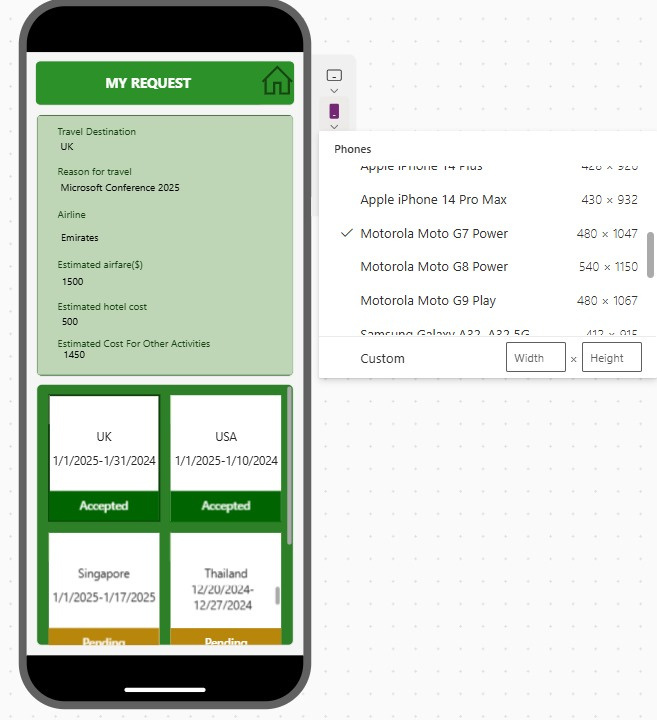 MY REQUEST
Travel Destination
UK
Reason for travel
Microsoft Conference 2025
Airline
Emirates
Estimated airfare($)
1500
Estimated hotel cost
500
Estimated Cost For Other Activities
1450
UK
1/1/2025-1/31/2024
Accepted
USA
1/1/2025-1/10/2024
Accepted
Singapore
1/1/2025-1/17/2025
Pending
Thailand
12/20/2024-
12/27/2024
Pending
Phones
Apple iPhone 14 Plus 428 × 926
Apple iPhone 14 Pro Max 430 × 932
Motorola Moto G7 Power 480 × 1047
Motorola Moto G8 Power 540 × 1150
Motorola Moto G9 Play 480 × 1067
Samsung Galaxy A32, A32 5G 412 × 915
Custom Width × Height